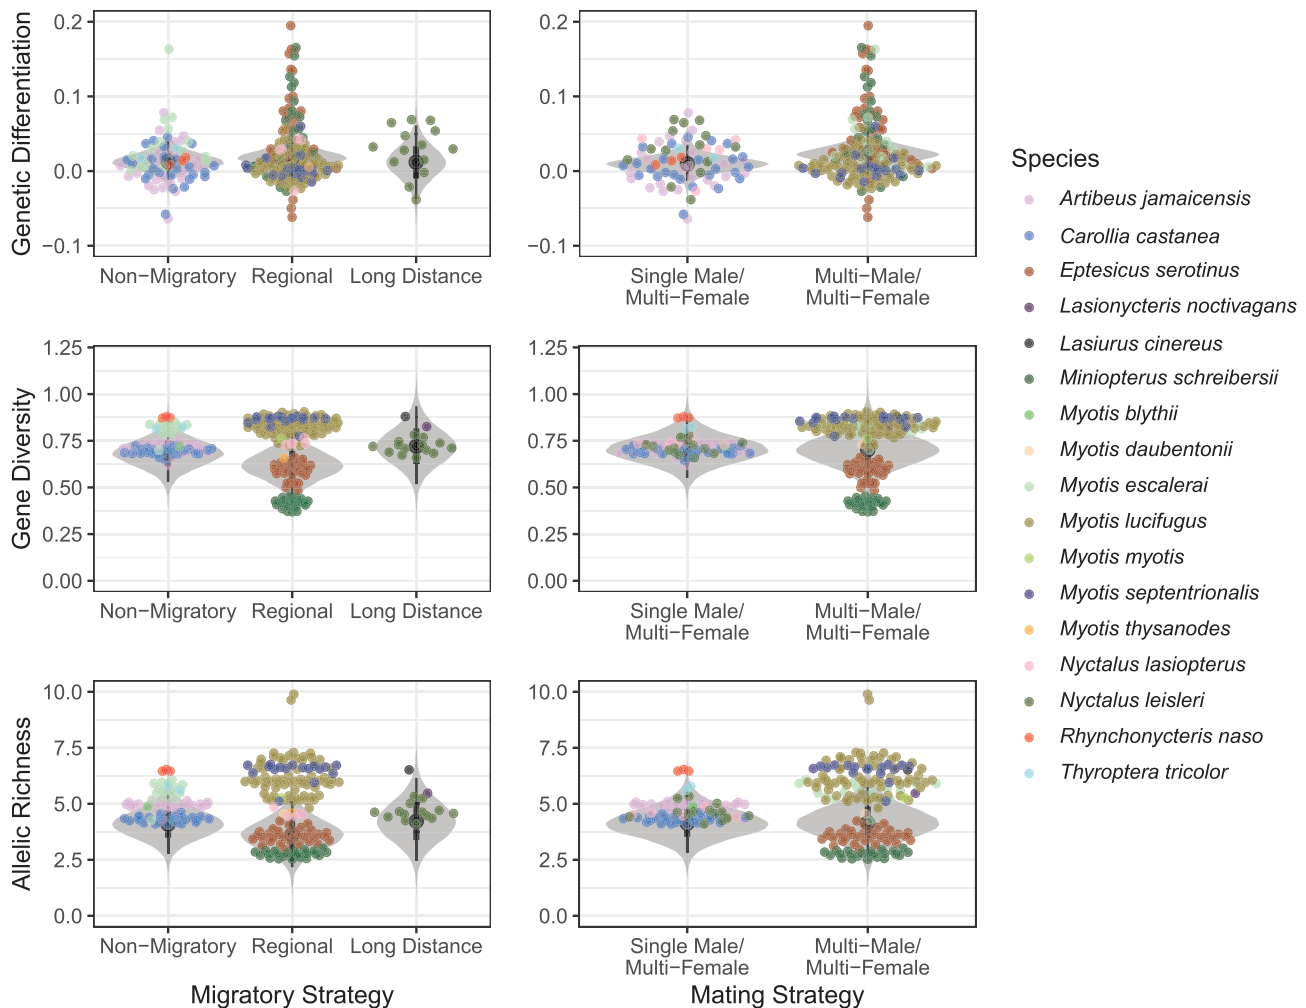 Genetic Differentiation
0.2
0.1
0.0
−0.1
Non−Migratory Regional Long Distance
0.2
0.1
0.0
−0.1
Single Male/
Multi−Female
Multi−Male/
Multi−Female
Gene Diversity
1.25
1.00
0.75
0.50
0.25
0.00
Non−Migratory Regional Long Distance
1.25
1.00
0.75
0.50
0.25
0.00
Single Male/
Multi−Female
Multi−Male/
Multi−Female
Allelic Richness
10.0
7.5
5.0
2.5
0.0
Non−Migratory Regional Long Distance
Migratory Strategy
10.0
7.5
5.0
2.5
0.0
Single Male/
Multi−Female
Multi−Male/
Multi−Female
Mating Strategy
Species
Artibeus jamaicensis
Carollia castanea
Eptesicus serotinus
Lasionycteris noctivagans
Lasiurus cinereus
Miniopterus schreibersii
Myotis blythii
Myotis daubentonii
Myotis escalerai
Myotis lucifugus
Myotis myotis
Myotis septentrionalis
Myotis thysanodes
Nyctalus lasiopterus
Nyctalus leisleri
Rhynchonycteris naso
Thyroptera tricolor